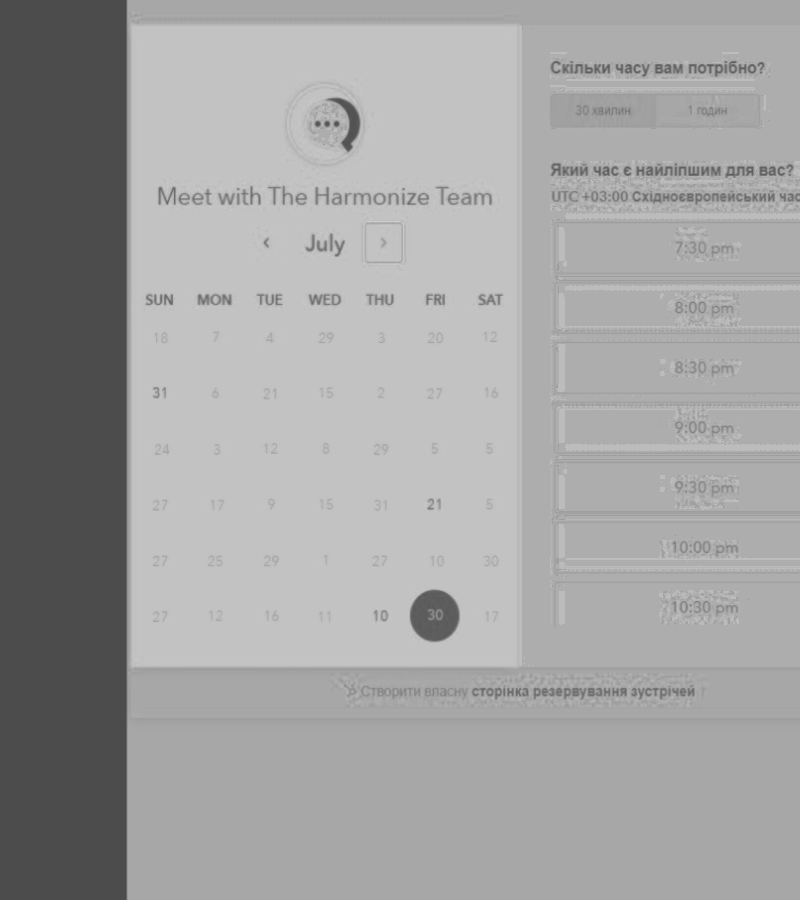 Meet with The Harmonize Team
July
SUN MON TUE WED THU FRI SAT
18 7 4 29 3 20 12
31 6 21 15 2 27 16
24 3 12 8 29 5 5
27 17 9 15 31 21 5
27 25 29 1 27 10 30
27 12 16 11 10 30 17
Скільки часу вам потрібно?
30 хвилин 1 годин
Який час є найліпшим для вас?
UTC +03:00 Східноєвропейський час
7:30 pm
8:00 pm
8:30 pm
9:00 pm
9:30 pm
10:00 pm
10:30 pm
Створити власну сторінка резервування зустрічей